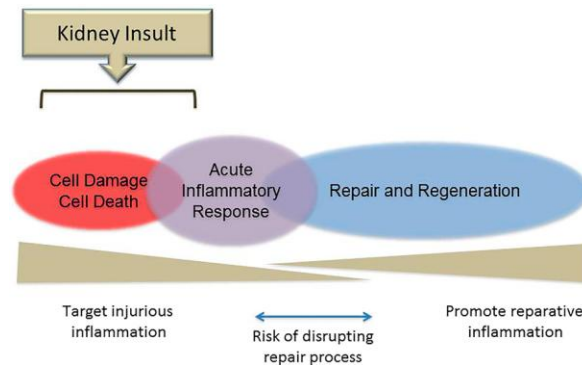 Kidney Insult
Cell Damage
Cell Death
Acute
Inflammatory
Response
Repair and Regeneration
Target injurious
inflammation
Risk of disrupting
repair process
Promote reparative
inflammation